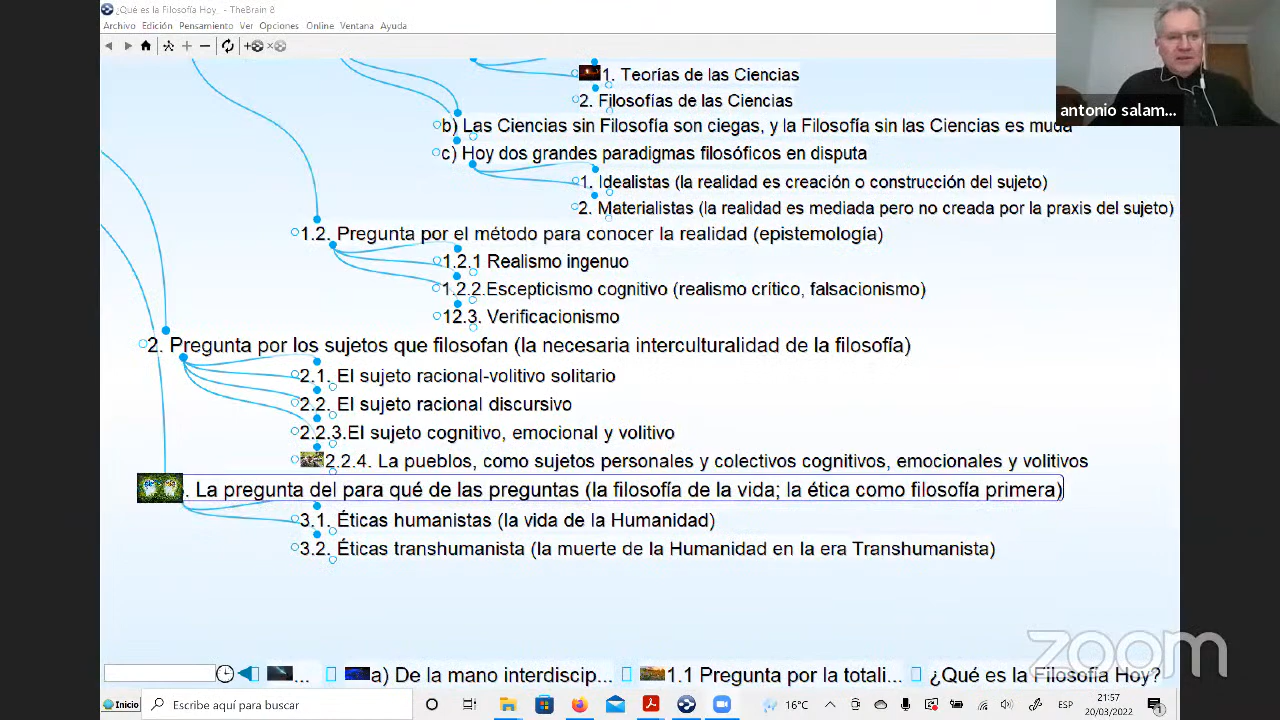 ¿Qué es la Filosofía Hoy - TheBrain 8
Archivo Edición Pensamiento Ver Opciones Online Ventana Ayuda
1. Teorías de las Ciencias
2. Filosofías de las Ciencias
b) Las Ciencias sin Filosofía son ciegas, y la Filosofía sin las Ciencias es muda
antonio salam...
c) Hoy dos grandes paradigmas filosóficos en disputa
1. Idealistas (la realidad es creación o construcción del sujeto)
2. Materialistas (la realidad es mediada pero no creada por la praxis del sujeto)
1.2. Pregunta por el método para conocer la realidad (epistemología)
1.2.1 Realismo ingenuo
1.2.2.Escepticismo cognitivo (realismo crítico, falsacionismo)
12.3. Verificacionismo
2. Pregunta por los sujetos que filosofan (la necesaria interculturalidad de la filosofía)
2.1. El sujeto racional-volitivo solitario
2.2. El sujeto racional discursivo
2.2.3.El sujeto cognitivo, emocional y volitivo
2.2.4. La pueblos, como sujetos personales y colectivos cognitivos, emocionales y volitivos
. La pregunta del para qué de las preguntas (la filosofía de la vida; la ética como filosofía primera)
3.1. Éticas humanistas (la vida de la Humanidad)
3.2. Éticas transhumanista (la muerte de la Humanidad en la era Transhumanista)
zoom
... a) De la mano interdiscip... 1.1 Pregunta por la totali... ¿Qué es la Filosofía Hoy?
Inicio Escribe aquí para buscar 16°C ESP 21:57
20/03/2022 1